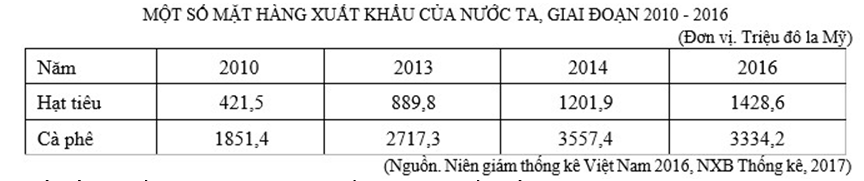 MỘT SỐ MẶT HÀNG XUẤT KHẨU CỦA NƯỚC TA, GIAI ĐOẠN 2010 - 2016
(Đơn vị. Triệu đô la Mỹ)
Năm 2010 2013 2014 2016
Hạt tiêu 421,5 889,8 1201,9 1428,6
Cà phê 1851,4 2717,3 3557,4 3334,2
(Nguồn. Niên giám thống kê Việt Nam 2016, NXB Thống kê, 2017)